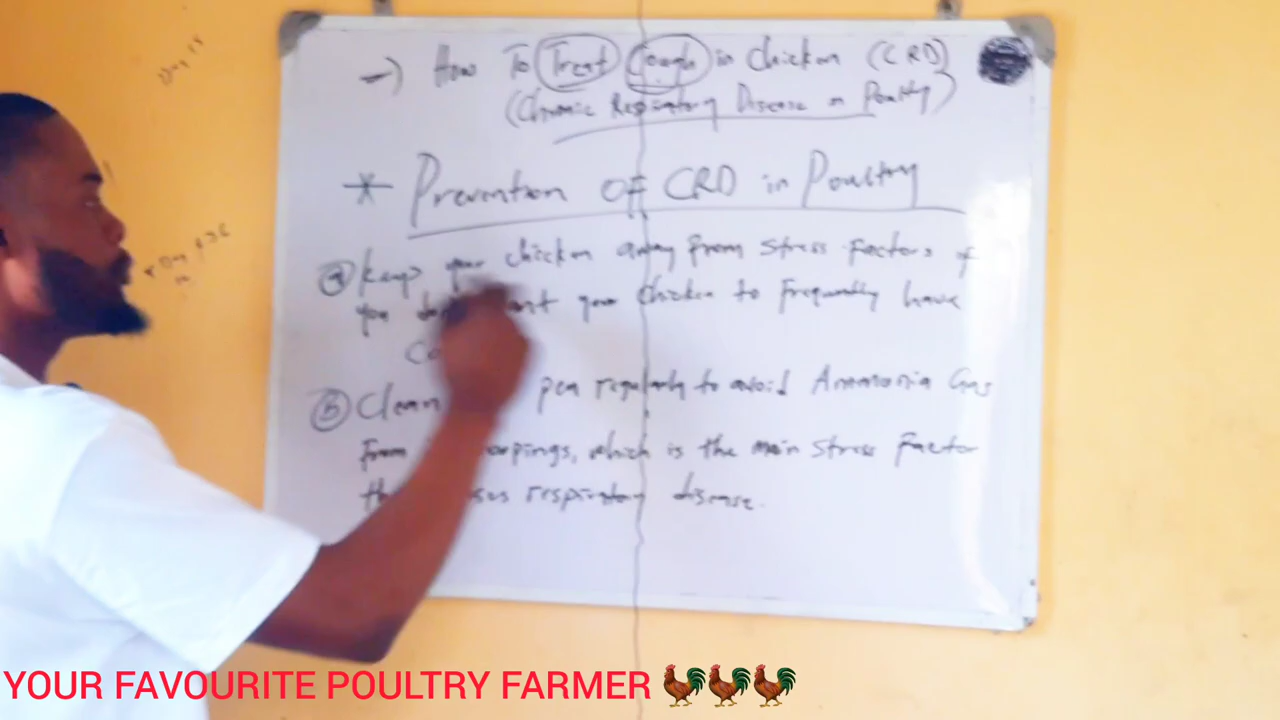 →) How To Treat Cough in Chicken (CRD)
(Chronic Respiratory Disease in Poultry)
* Prevention OF CRD in Poultry
(a) Keep your chicken away from stress factors if
you your Chicken to Frequently have
(b) Clean pen regularly to avoid Ammonia Gas
From which is the main stress factor
respiratory disease.
YOUR FAVOURITE POULTRY FARMER 🐓🐓🐓